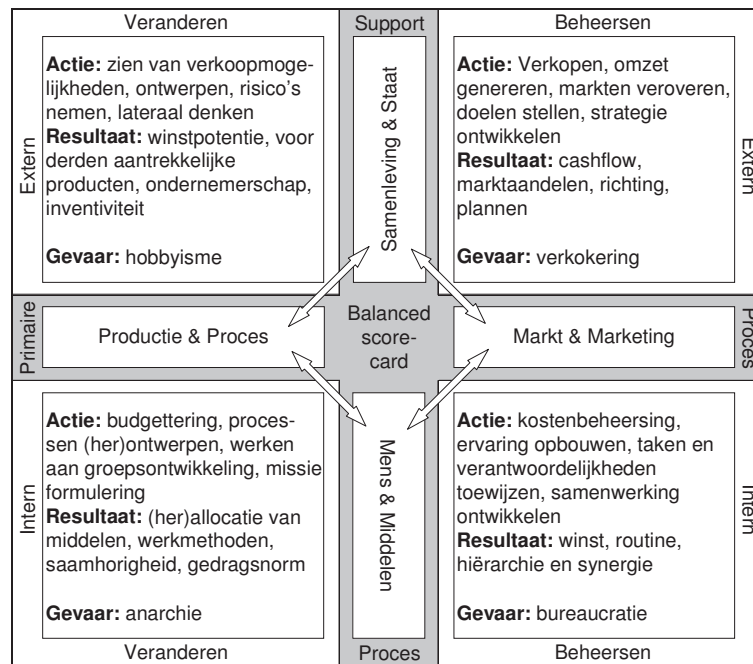 Veranderen
Support
Beheersen
Extern
Actie: zien van verkoopmoge-
lijkheden, ontwerpen, risico's
nemen, lateraal denken
Resultaat: winstpotentie, voor
derden aantrekkelijke
producten, ondernemerschap,
inventiviteit
Gevaar: hobbyisme
Samenleving & Staat
Actie: Verkopen, omzet
genereren, markten veroveren,
doelen stellen, strategie
ontwikkelen
Resultaat: cashflow,
marktaandelen, richting,
plannen
Gevaar: verkokering
Extern
Primaire
Productie & Proces
Balanced
score-
card
Markt & Marketing
Proces
Intern
Actie: budgettering, proces-
sen (her)ontwerpen, werken
aan groepsontwikkeling, missie
formulering
Resultaat: (her)allocatie van
middelen, werkmethoden,
saamhorigheid, gedragsnorm
Gevaar: anarchie
Mens & Middelen
Actie: kostenbeheersing,
ervaring opbouwen, taken en
verantwoordelijkheden
toewijzen, samenwerking
ontwikkelen
Resultaat: winst, routine,
hiërarchie en synergie
Gevaar: bureaucratie
Intern
Veranderen
Proces
Beheersen